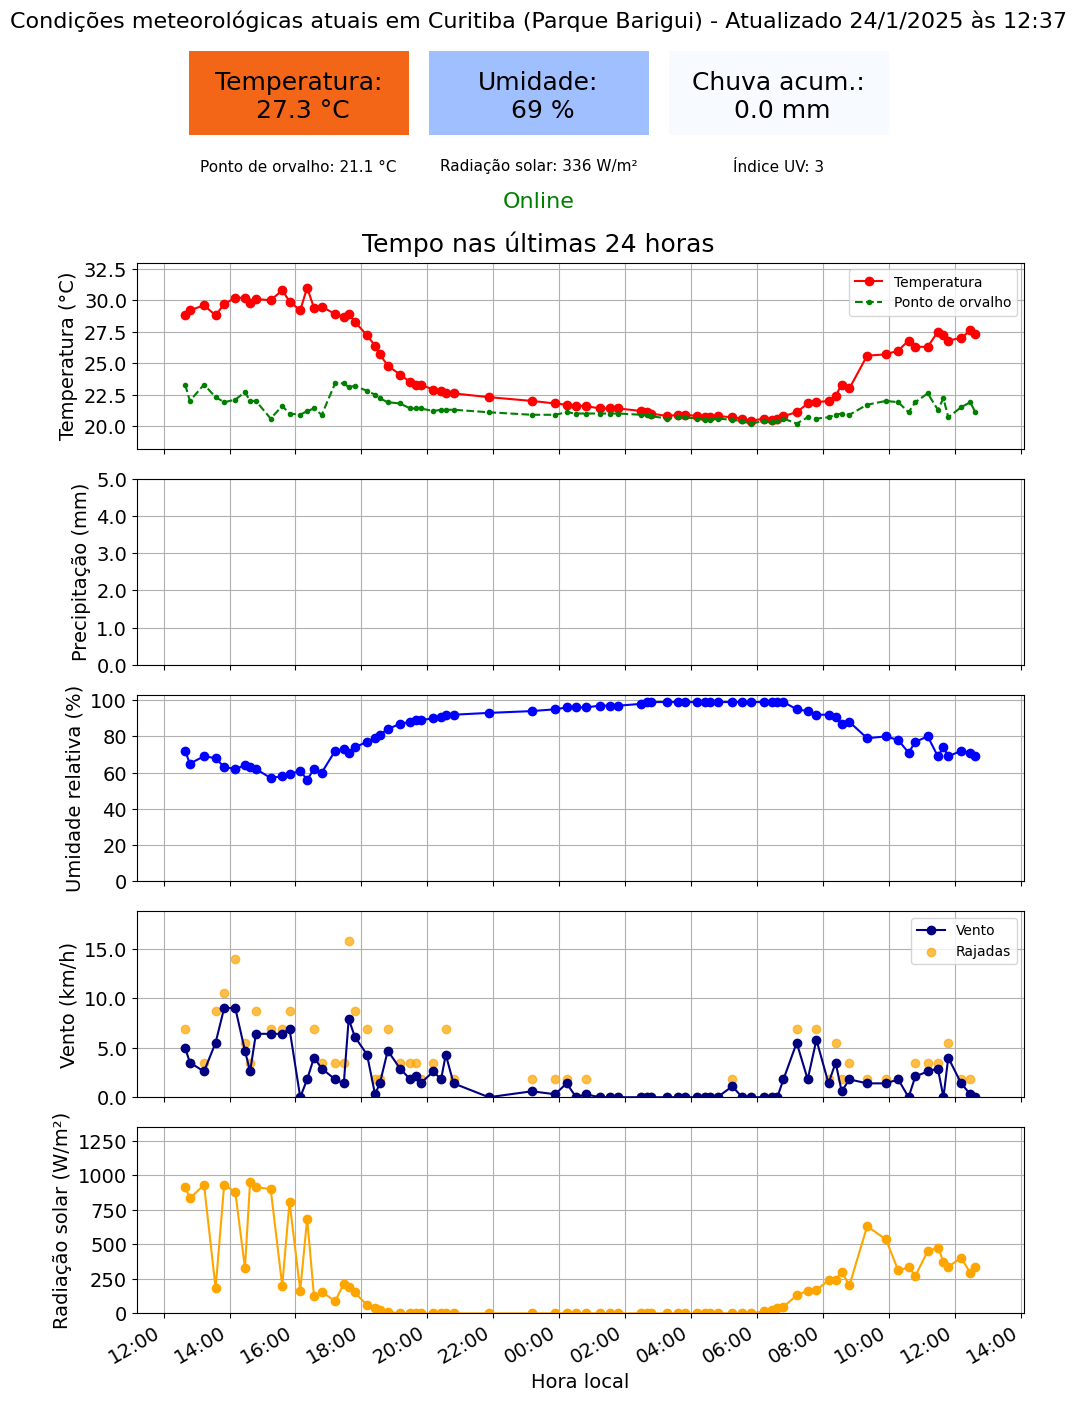 Condições meteorológicas atuais em Curitiba (Parque Barigui) - Atualizado 24/1/2025 às 12:37
Temperatura:
27.3 °C
Umidade:
69 %
Chuva acum.:
0.0 mm
Ponto de orvalho: 21.1 °C
Radiação solar: 336 W/m²
Índice UV: 3
Online
Tempo nas últimas 24 horas
Temperatura (°C)
32.5
30.0
27.5
25.0
22.5
20.0
Temperatura
Ponto de orvalho
Precipitação (mm)
5.0
4.0
3.0
2.0
1.0
0.0
Umidade relativa (%)
100
80
60
40
20
0
Vento (km/h)
15.0
10.0
5.0
0.0
Vento
Rajadas
Radiação solar (W/m²)
1250
1000
750
500
250
0
12:00
14:00
16:00
18:00
20:00
22:00
00:00
02:00
04:00
06:00
08:00
10:00
12:00
14:00
Hora local